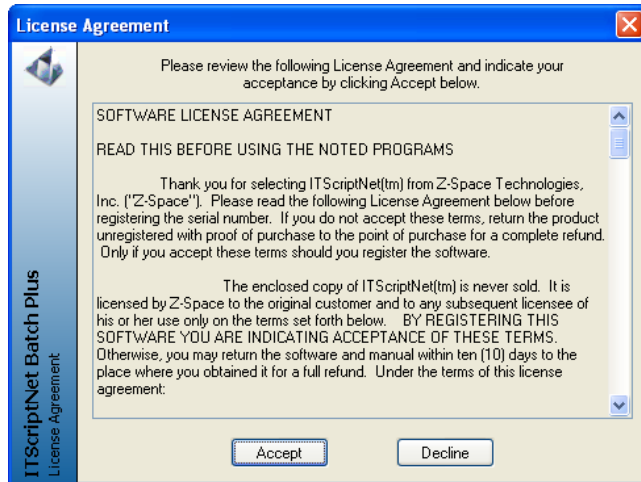 License Agreement
Please review the following License Agreement and indicate your
acceptance by clicking Accept below.
SOFTWARE LICENSE AGREEMENT
READ THIS BEFORE USING THE NOTED PROGRAMS
Thank you for selecting ITScriptNet(tm) from Z-Space Technologies,
Inc. ("Z-Space"). Please read the following License Agreement below before
registering the serial number. If you do not accept these terms, return the product
unregistered with proof of purchase to the point of purchase for a complete refund.
Only if you accept these terms should you register the software.
The enclosed copy of ITScriptNet(tm) is never sold. It is
licensed by Z-Space to the original customer and to any subsequent licensee of
his or her use only on the terms set forth below. BY REGISTERING THIS
SOFTWARE YOU ARE INDICATING ACCEPTANCE OF THESE TERMS.
Otherwise, you may return the software and manual within ten (10) days to the
place where you obtained it for a full refund. Under the terms of this license
agreement:
ITScriptNet Batch Plus
License Agreement
Accept
Decline